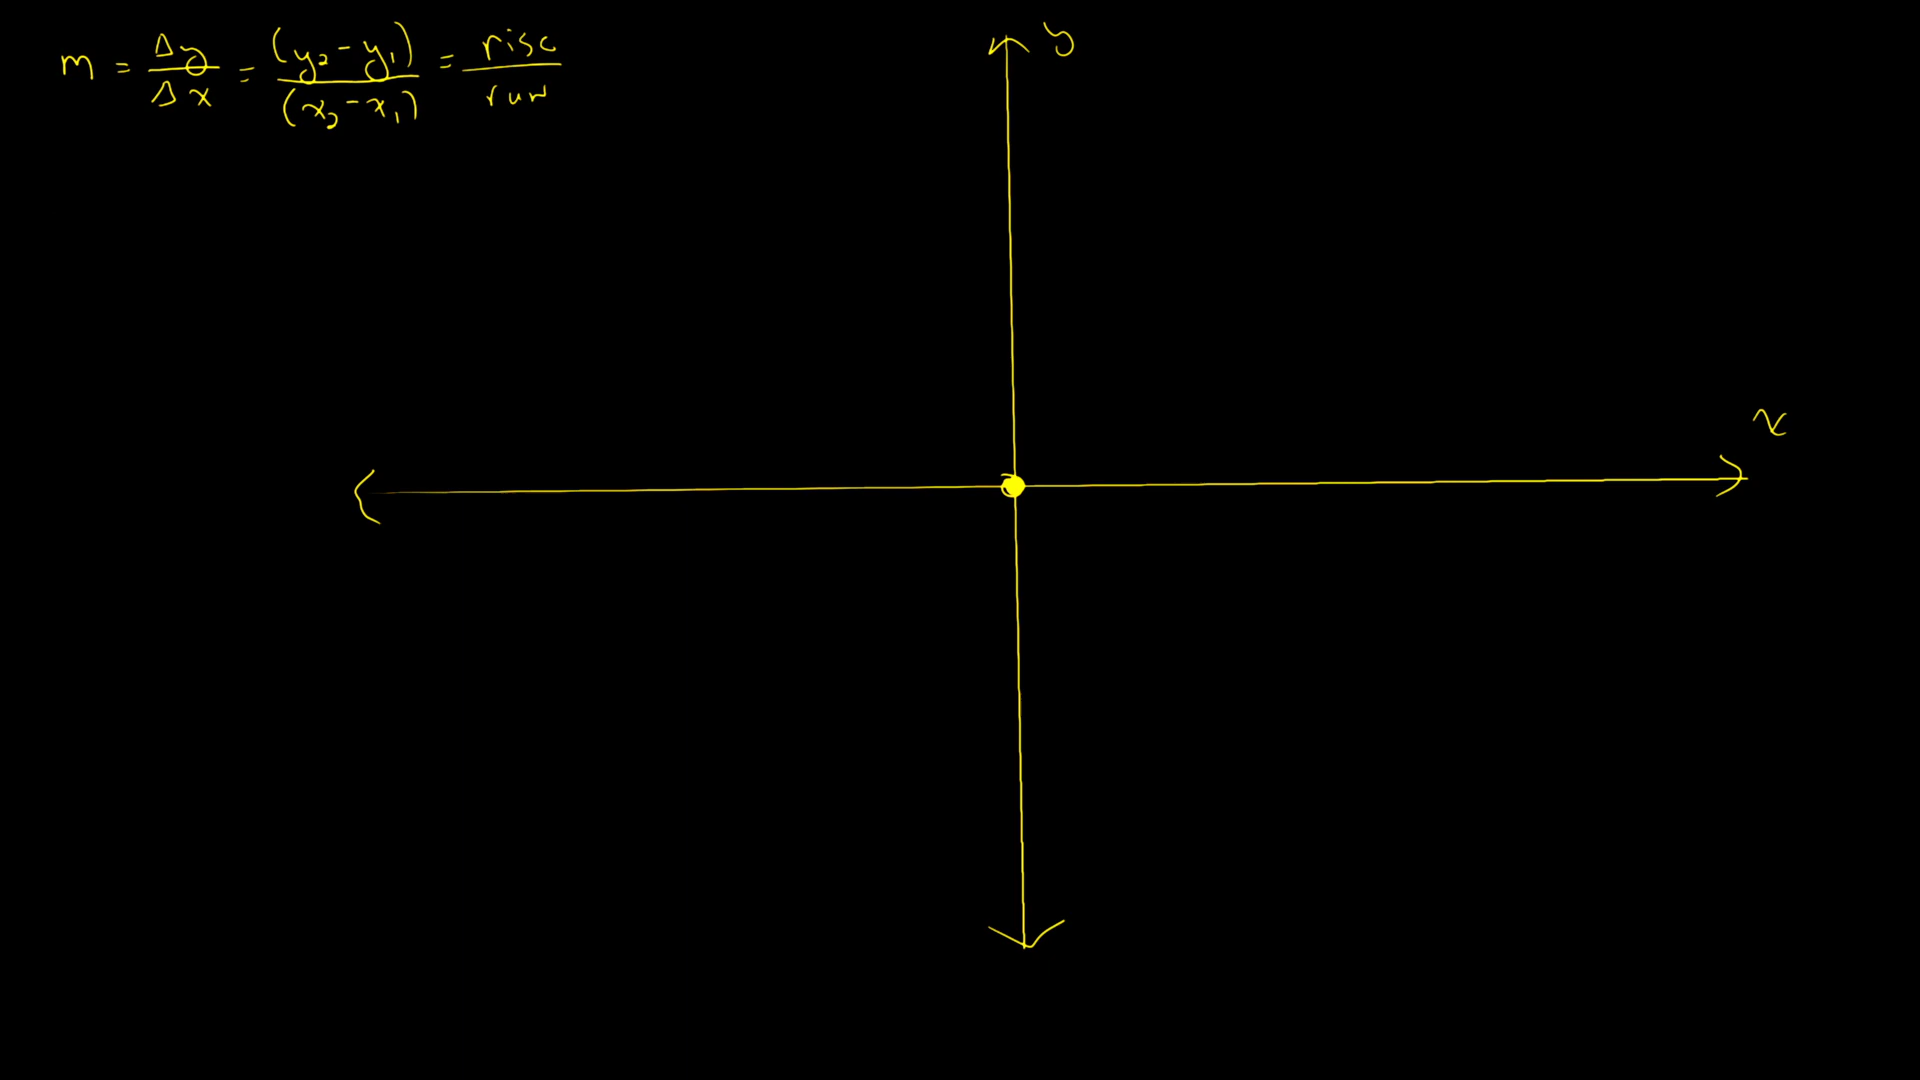 m = Δy/Δx = (y₂ - y₁)/(x₂ - x₁) = rise/run
y
x